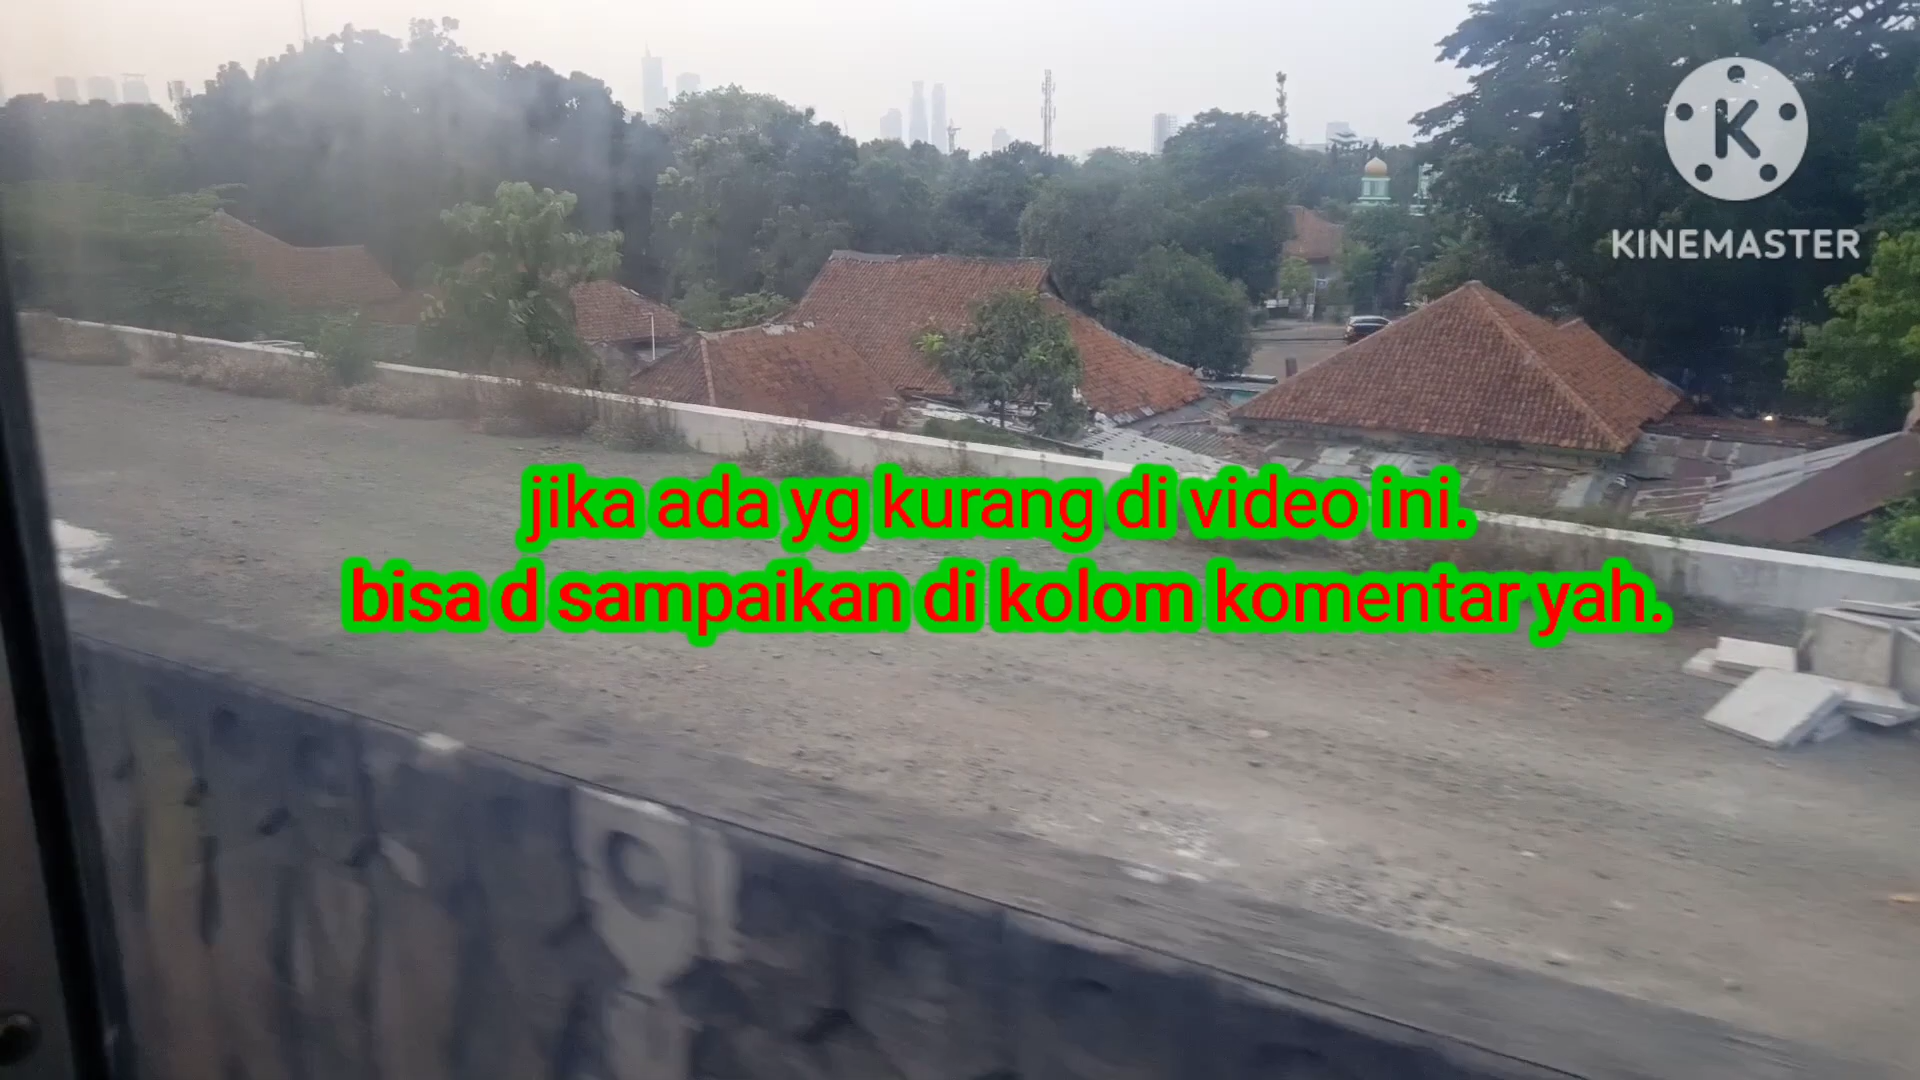 K
KINEMASTER
jika ada yg kurang di video ini.
bisa d sampaikan di kolom komentar yah.